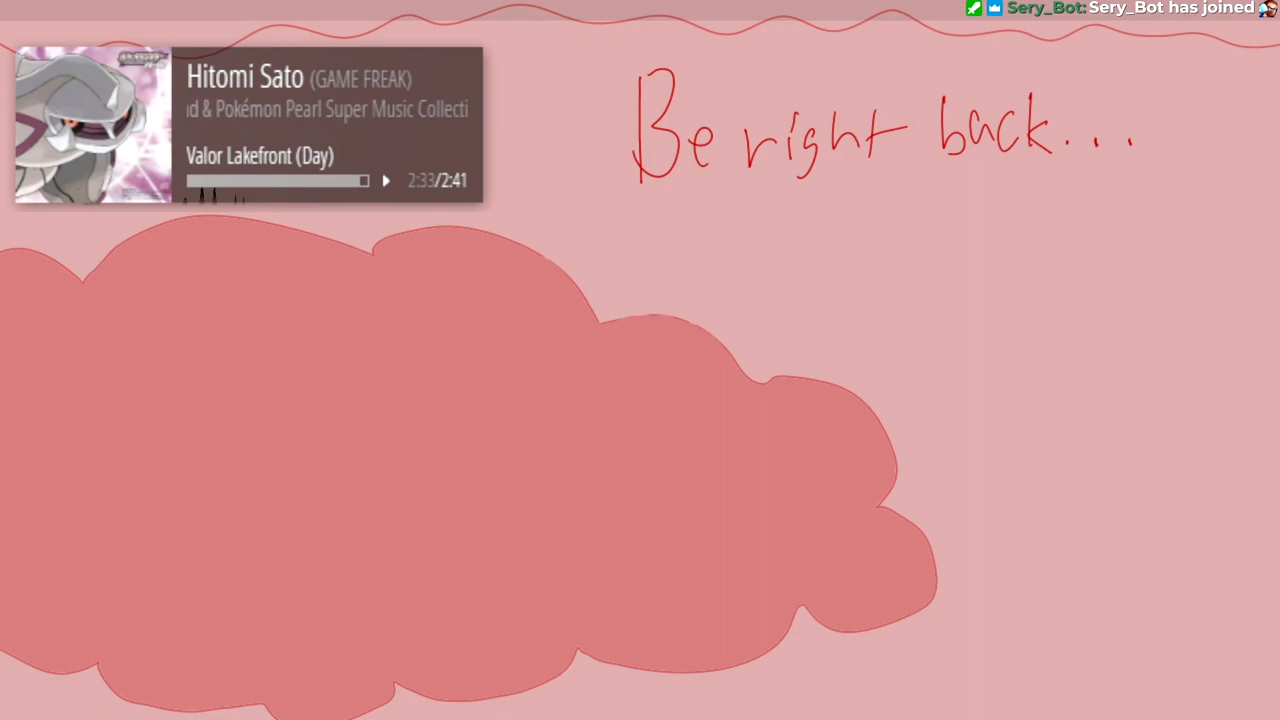 Sery_Bot: Sery_Bot has joined
Hitomi Sato (GAME FREAK)
d & Pokémon Pearl Super Music Collecti
Valor Lakefront (Day)
2:33/2:41
Be right back...